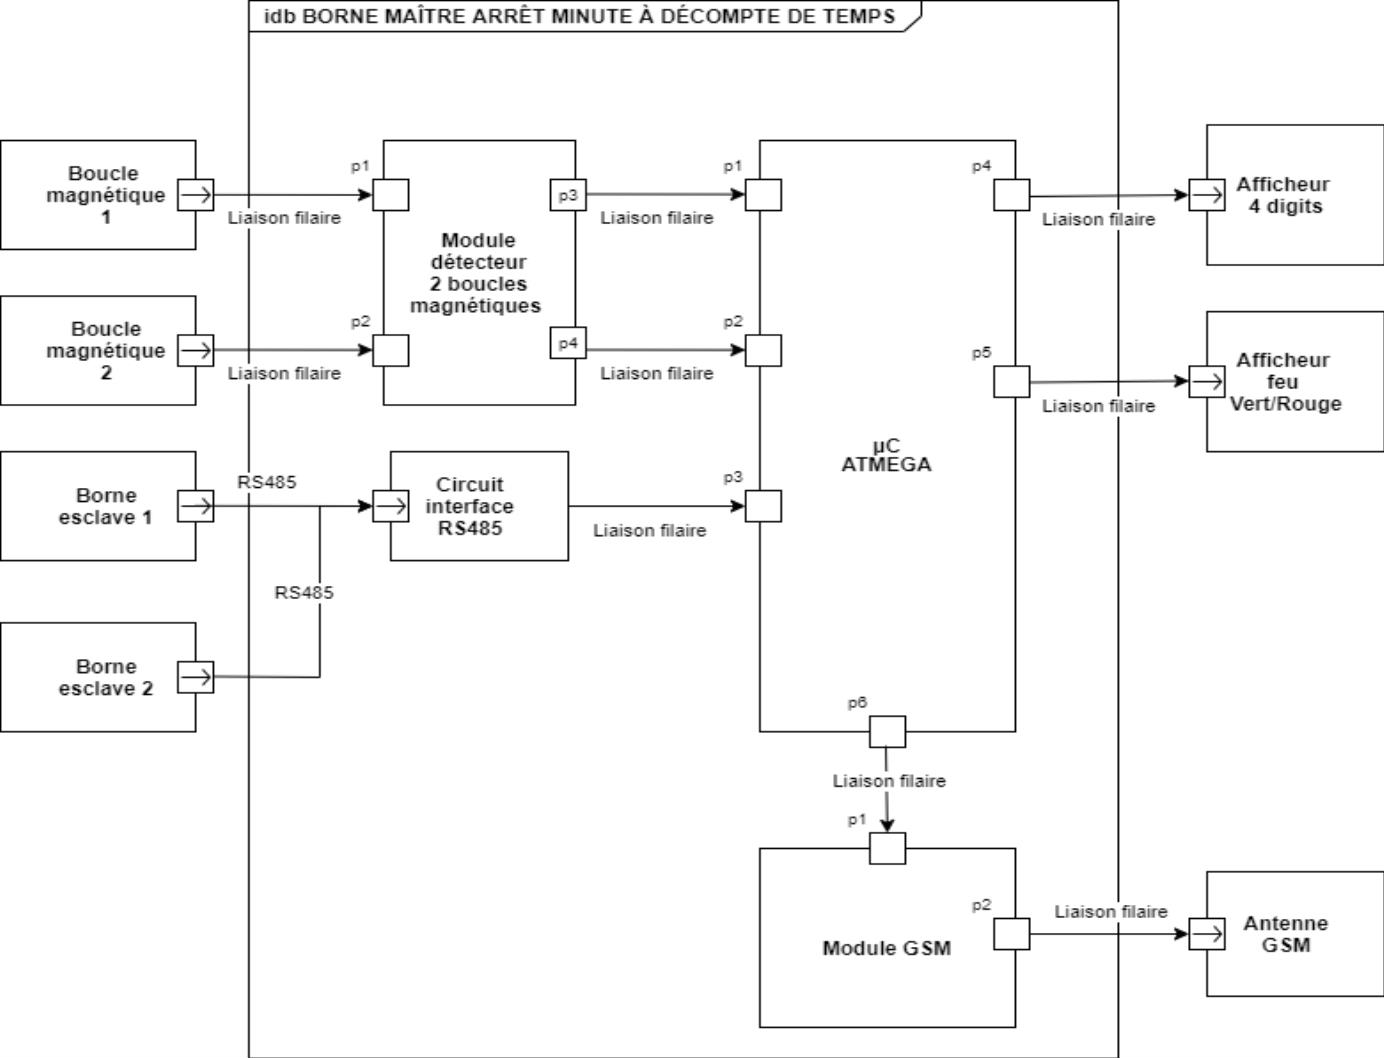 idb BORNE MAÎTRE ARRÊT MINUTE À DÉCOMPTE DE TEMPS
Boucle
magnétique
1
Liaison filaire
p1
p3
Liaison filaire
p1
p4
Liaison filaire
Afficheur
4 digits
Module
détecteur
2 boucles
magnétiques
Boucle
magnétique
2
Liaison filaire
p2
p4
Liaison filaire
p2
p5
Liaison filaire
Afficheur
feu
Vert/Rouge
µC
ATMEGA
Borne
esclave 1
RS485
Circuit
interface
RS485
Liaison filaire
p3
RS485
Borne
esclave 2
p6
Liaison filaire
p1
p2
Module GSM
Liaison filaire
Antenne
GSM